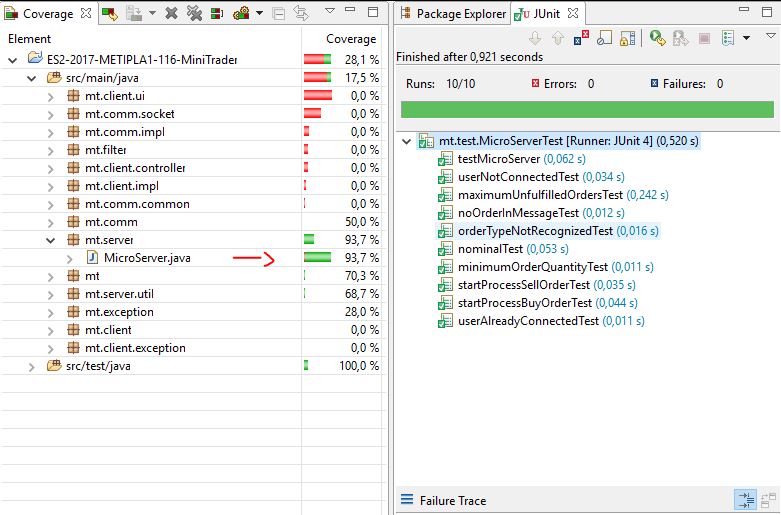 Coverage
Element Coverage
ES2-2017-METIPLA1-116-MiniTrader 28,1 %
src/main/java 17,5 %
mt.client.ui 0,0 %
mt.comm.socket 0,0 %
mt.comm.impl 0,0 %
mt.filter 0,0 %
mt.client.controller 0,0 %
mt.client.impl 0,0 %
mt.comm.common 0,0 %
mt.comm 50,0 %
mt.server 93,7 %
MicroServer.java 93,7 %
mt 70,3 %
mt.server.util 68,7 %
mt.exception 28,0 %
mt.client 0,0 %
mt.client.exception 0,0 %
src/test/java 100,0 %
Package Explorer JUnit
Finished after 0,921 seconds
Runs: 10/10 Errors: 0 Failures: 0
mt.test.MicroServerTest [Runner: JUnit 4] (0,520 s)
testMicroServer (0,062 s)
userNotConnectedTest (0,034 s)
maximumUnfulfilledOrdersTest (0,242 s)
noOrderInMessageTest (0,012 s)
orderTypeNotRecognizedTest (0,016 s)
nominalTest (0,053 s)
minimumOrderQuantityTest (0,011 s)
startProcessSellOrderTest (0,035 s)
startProcessBuyOrderTest (0,044 s)
userAlreadyConnectedTest (0,011 s)
Failure Trace